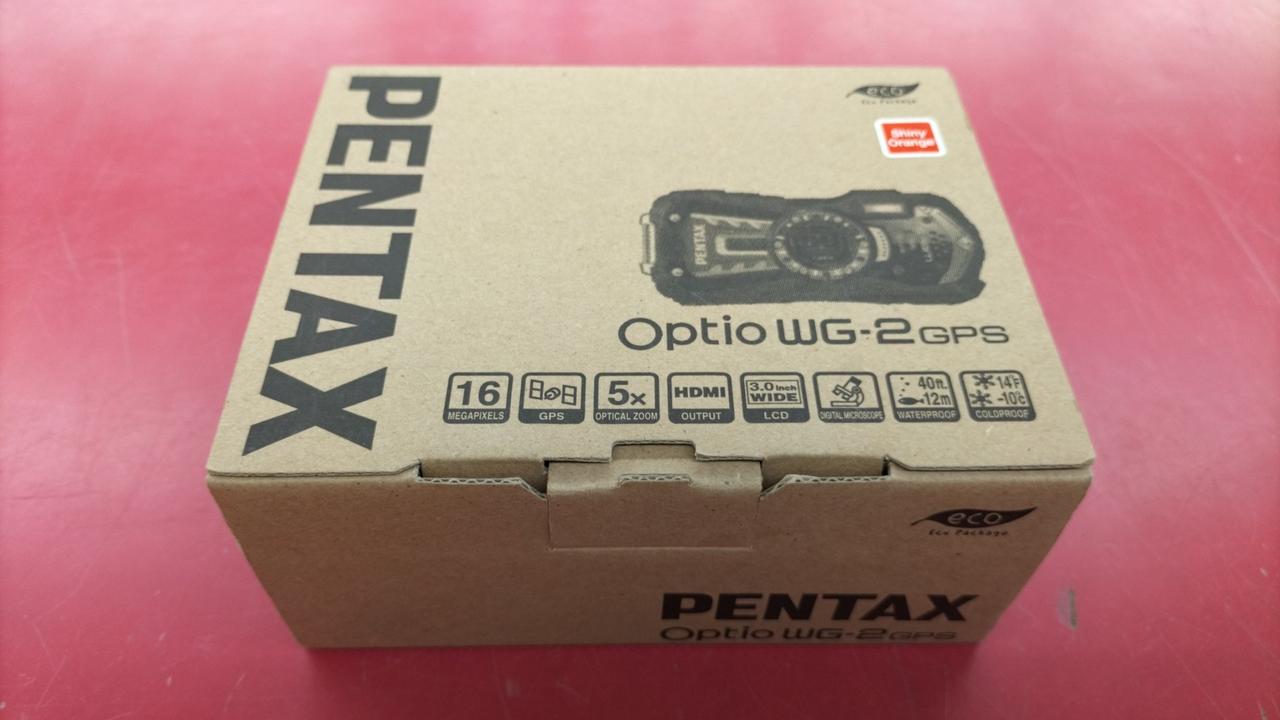 PENTAX
eco
Eco Package
Shiny
Orange
PENTAX
Optio WG-2 GPS
16
MEGAPIXELS
GPS
5x
OPTICAL ZOOM
HDMI
OUTPUT
3.0 inch
WIDE
LCD
DIGITAL MICROSCOPE
40ft.
12m
WATERPROOF
14°F
-10°C
COLDPROOF
eco
Eco Package
PENTAX
Optio WG-2 GPS